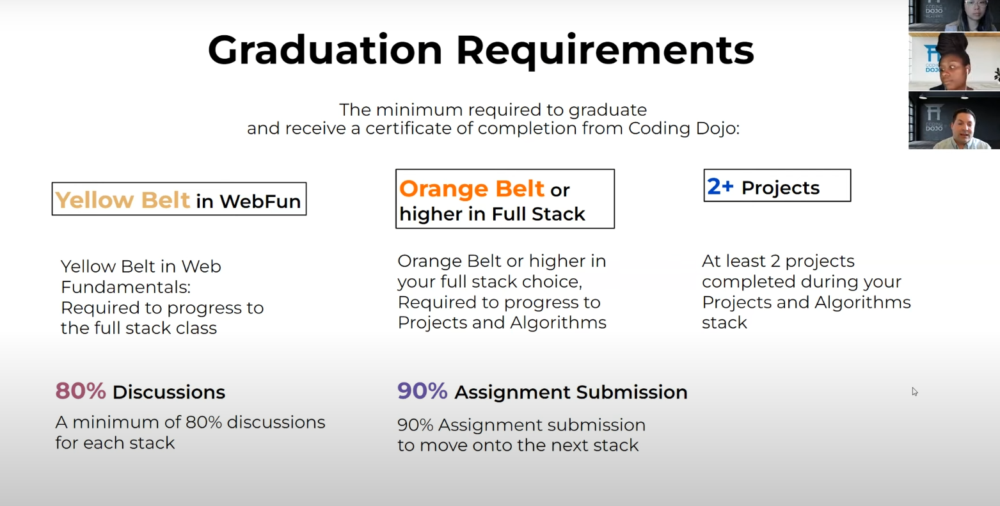 Graduation Requirements
The minimum required to graduate
and receive a certificate of completion from Coding Dojo:
Yellow Belt in WebFun
Orange Belt or
higher in Full Stack
2+ Projects
Yellow Belt in Web
Fundamentals:
Required to progress to
the full stack class
Orange Belt or higher in
your full stack choice,
Required to progress to
Projects and Algorithms
At least 2 projects
completed during your
Projects and Algorithms
stack
80% Discussions
A minimum of 80% discussions
for each stack
90% Assignment Submission
90% Assignment submission
to move onto the next stack
CODING
DOJO
CODING
DOJO